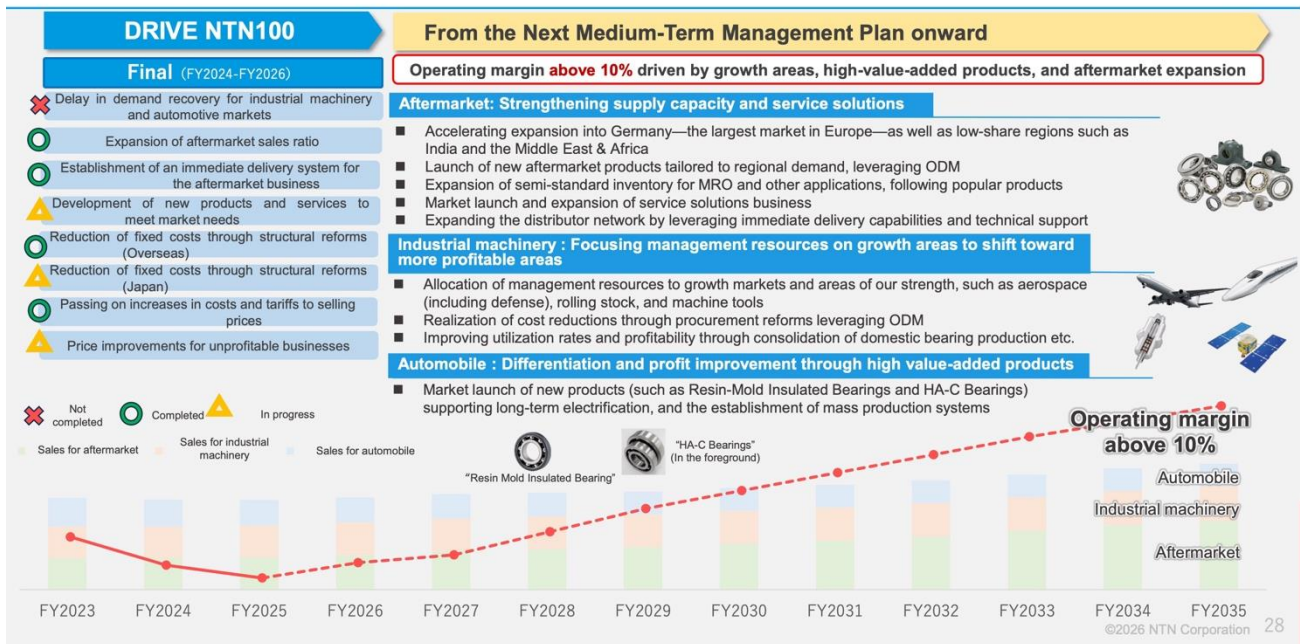 DRIVE NTN100
From the Next Medium-Term Management Plan onward
Final (FY2024-FY2026)
Operating margin above 10% driven by growth areas, high-value-added products, and aftermarket expansion
Delay in demand recovery for industrial machinery
and automotive markets
Expansion of aftermarket sales ratio
Establishment of an immediate delivery system for
the aftermarket business
Development of new products and services to
meet market needs
Reduction of fixed costs through structural reforms
(Overseas)
Reduction of fixed costs through structural reforms
(Japan)
Passing on increases in costs and tariffs to selling
prices
Price improvements for unprofitable businesses
Not
completed
Completed
In progress
Aftermarket: Strengthening supply capacity and service solutions
■ Accelerating expansion into Germany—the largest market in Europe—as well as low-share regions such as
India and the Middle East & Africa
■ Launch of new aftermarket products tailored to regional demand, leveraging ODM
■ Expansion of semi-standard inventory for MRO and other applications, following popular products
■ Market launch and expansion of service solutions business
■ Expanding the distributor network by leveraging immediate delivery capabilities and technical support
Industrial machinery : Focusing management resources on growth areas to shift toward
more profitable areas
■ Allocation of management resources to growth markets and areas of our strength, such as aerospace
(including defense), rolling stock, and machine tools
■ Realization of cost reductions through procurement reforms leveraging ODM
■ Improving utilization rates and profitability through consolidation of domestic bearing production etc.
Automobile : Differentiation and profit improvement through high value-added products
■ Market launch of new products (such as Resin-Mold Insulated Bearings and HA-C Bearings)
supporting long-term electrification, and the establishment of mass production systems
Sales for aftermarket
Sales for industrial
machinery
Sales for automobile
"Resin Mold Insulated Bearing"
"HA-C Bearings"
(In the foreground)
Operating margin
above 10%
Automobile
Industrial machinery
Aftermarket
FY2023 FY2024 FY2025 FY2026 FY2027 FY2028 FY2029 FY2030 FY2031 FY2032 FY2033 FY2034 FY2035
©2026 NTN Corporation 28